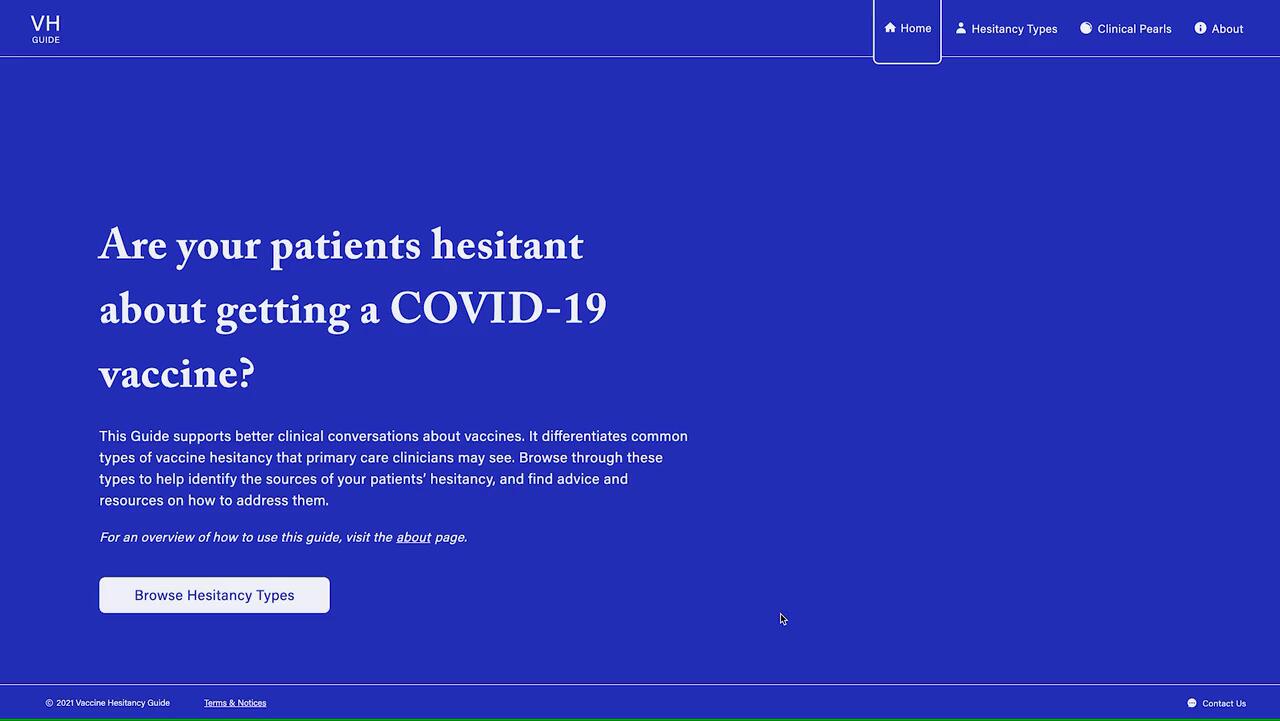 VH
GUIDE
Home
Hesitancy Types
Clinical Pearls
About
Are your patients hesitant
about getting a COVID-19
vaccine?
This Guide supports better clinical conversations about vaccines. It differentiates common
types of vaccine hesitancy that primary care clinicians may see. Browse through these
types to help identify the sources of your patients’ hesitancy, and find advice and
resources on how to address them.
For an overview of how to use this guide, visit the about page.
Browse Hesitancy Types
© 2021 Vaccine Hesitancy Guide
Terms & Notices
Contact Us